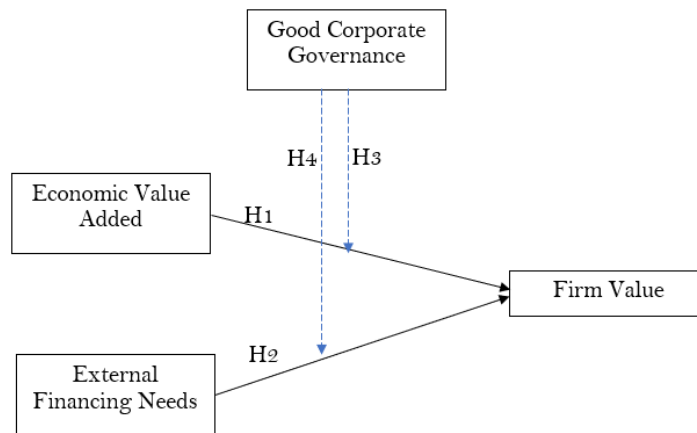 Good Corporate
Governance
H4
H3
Economic Value
Added
H1
Firm Value
H2
External
Financing Needs